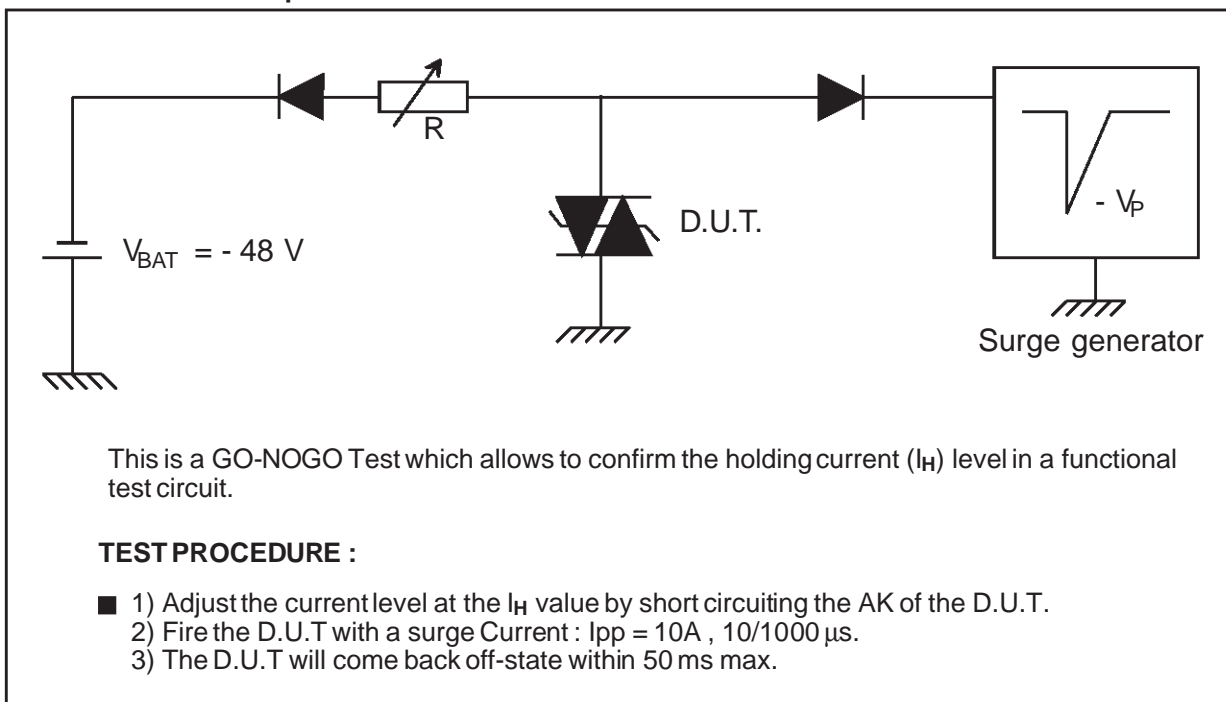 R
- VP
D.U.T.
VBAT = - 48 V
Surge generator
This is a GO-NOGO Test which allows to confirm the holding current (IH) level in a functional
test circuit.
TEST PROCEDURE :
■ 1) Adjust the current level at the IH value by short circuiting the AK of the D.U.T.
2) Fire the D.U.T with a surge Current : Ipp = 10A , 10/1000 μs.
3) The D.U.T will come back off-state within 50 ms max.